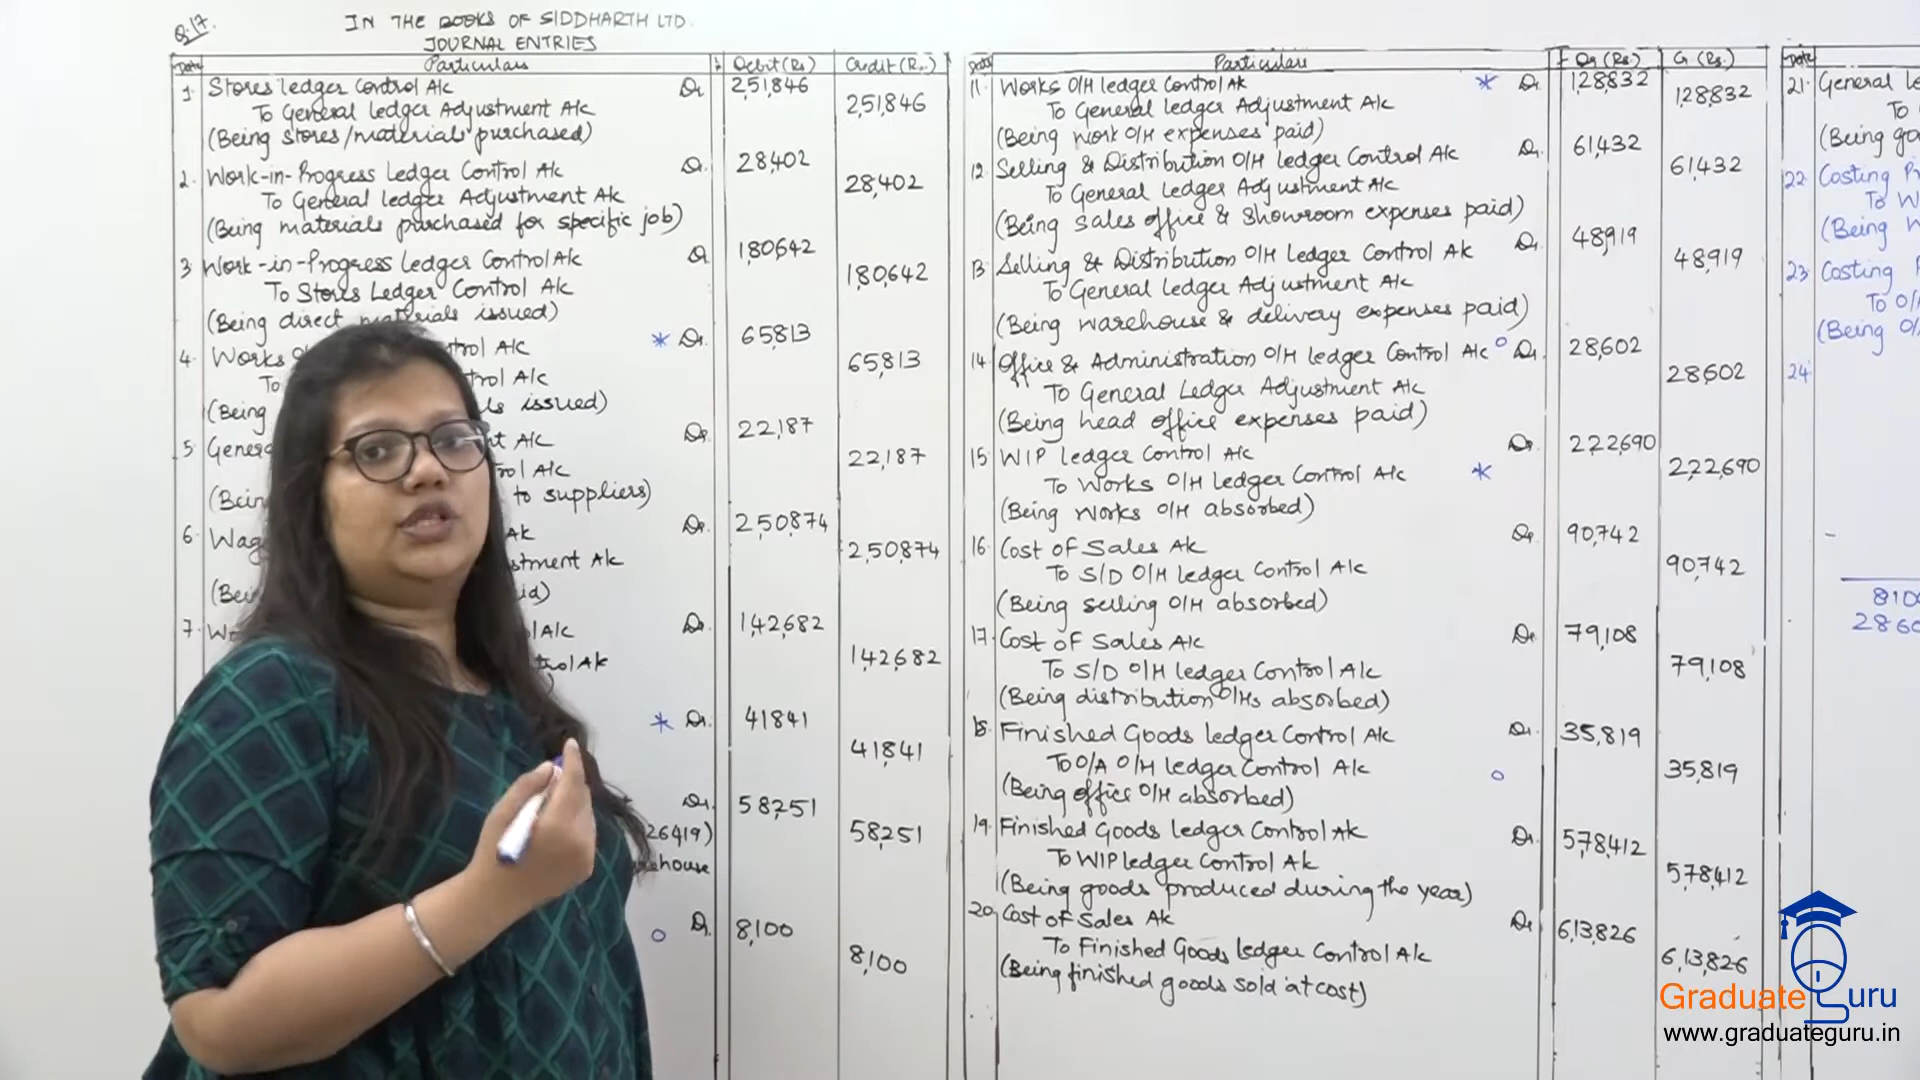 Q.17
IN THE BOOKS OF SIDDHARTH LTD.
JOURNAL ENTRIES
Date Particulars Debit (Rs) Credit (Rs.)
1. Stores ledger Control A/c Dr 2,51,846
To General ledger Adjustment A/c 2,51,846
(Being stores/materials purchased)
2. Work-in-Progress Ledger Control A/c Dr. 28,402
To General ledger Adjustment A/c 28,402
(Being materials purchased for specific job)
3 Work-in-Progress Ledger Control A/c Dr 1,80,642
To Stores Ledger Control A/c 1,80,642
(Being direct materials issued)
4. Works A/c * Dr. 65,813
To A/c 65,813
(Being issued)
5 A/c Dr 22,187
A/c 22,187
to suppliers)
6. A/c Dr. 2,50,874
A/c 2,50,874
7. A/c Dr. 1,42,682
A/c 1,42,682
* Dr. 41,841
41,841
Dr. 58,251
26,419) 58,251
Dr. 8,100
8,100
Date Particulars F Dr (Rs) Cr (Rs.)
11. Works O/H ledger Control A/c * Dr. 1,28,832
To General ledger Adjustment A/c 1,28,832
(Being work O/H expenses paid)
12. Selling & Distribution O/H ledger Control A/c Dr. 61,432
To General Ledger Adjustment A/c 61,432
(Being sales office & showroom expenses paid)
13. Selling & Distribution O/H ledger Control A/c Dr. 48,919
To General Ledger Adjustment A/c 48,919
(Being warehouse & delivery expenses paid)
14. Office & Administration O/H ledger Control A/c Dr. 28,602
To General Ledger Adjustment A/c 28,602
(Being head office expenses paid)
15 WIP ledger Control A/c Dr. 2,22,690
To Works O/H ledger Control A/c * 2,22,690
(Being works O/H absorbed)
16. Cost of Sales A/c Dr. 90,742
To S/D O/H ledger Control A/c 90,742
(Being selling O/H absorbed)
17. Cost of Sales A/c Dr. 79,108
To S/D O/H ledger Control A/c 79,108
(Being distribution O/Hs absorbed)
18. Finished Goods ledger Control A/c Dr. 35,819
To O/A O/H ledger Control A/c 35,819
(Being office O/H absorbed)
19. Finished Goods ledger Control A/c Dr. 5,78,412
To WIP ledger Control A/c 5,78,412
(Being goods produced during the year)
20. Cost of Sales A/c Dr 6,13,826
To Finished Goods ledger Control A/c 6,13,826
(Being finished goods sold at cost)
Date
21. General
To
(Being
22. Costing
To
(Being
23. Costing
To
(Being
24.
Graduate Guru
www.graduateguru.in